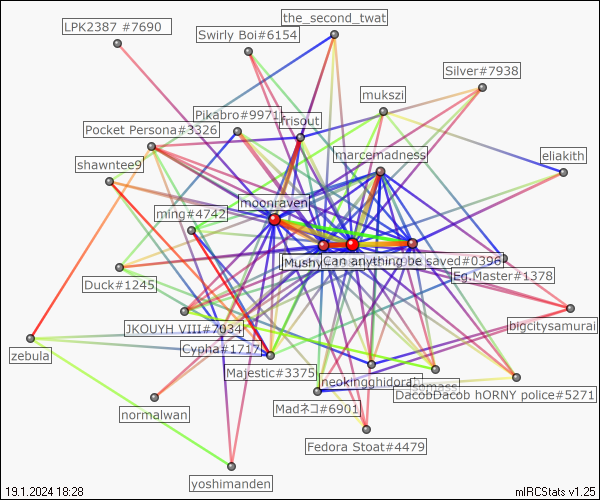 the_second_twat
LPK2387 #7690
Swirly Boi#6154
Silver#7938
mukszi
Pikabro#9971
frisout
Pocket Persona#3326
marcemadness
eliakith
shawntee9
moonraven
ming#4742
Can anything be saved#0396
Eg.Master#1378
Duck#1245
JKOUYH VIII#7034
bigcitysamurai
Cypha#1717
zebula
Majestic#3375
neokingghidora
DacobDacob hORNY police#5271
normalwan
Madネコ#6901
Fedora Stoat#4479
yoshimanden
19.1.2024 18:28
mIRCStats v1.25